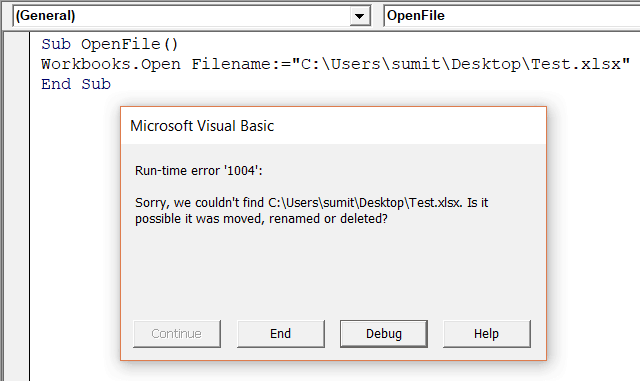 (General) OpenFile
Sub OpenFile()
Workbooks.Open Filename:="C:\Users\sumit\Desktop\Test.xlsx"
End Sub
Microsoft Visual Basic
Run-time error '1004':
Sorry, we couldn't find C:\Users\sumit\Desktop\Test.xlsx. Is it
possible it was moved, renamed or deleted?
Continue End Debug Help